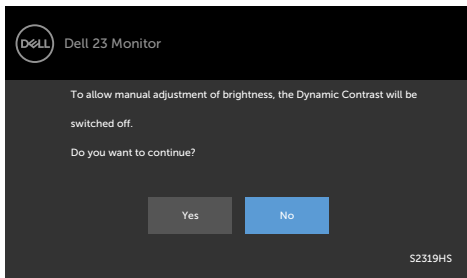 DELL
Dell 23 Monitor
To allow manual adjustment of brightness, the Dynamic Contrast will be
switched off.
Do you want to continue?
Yes
No
S2319HS